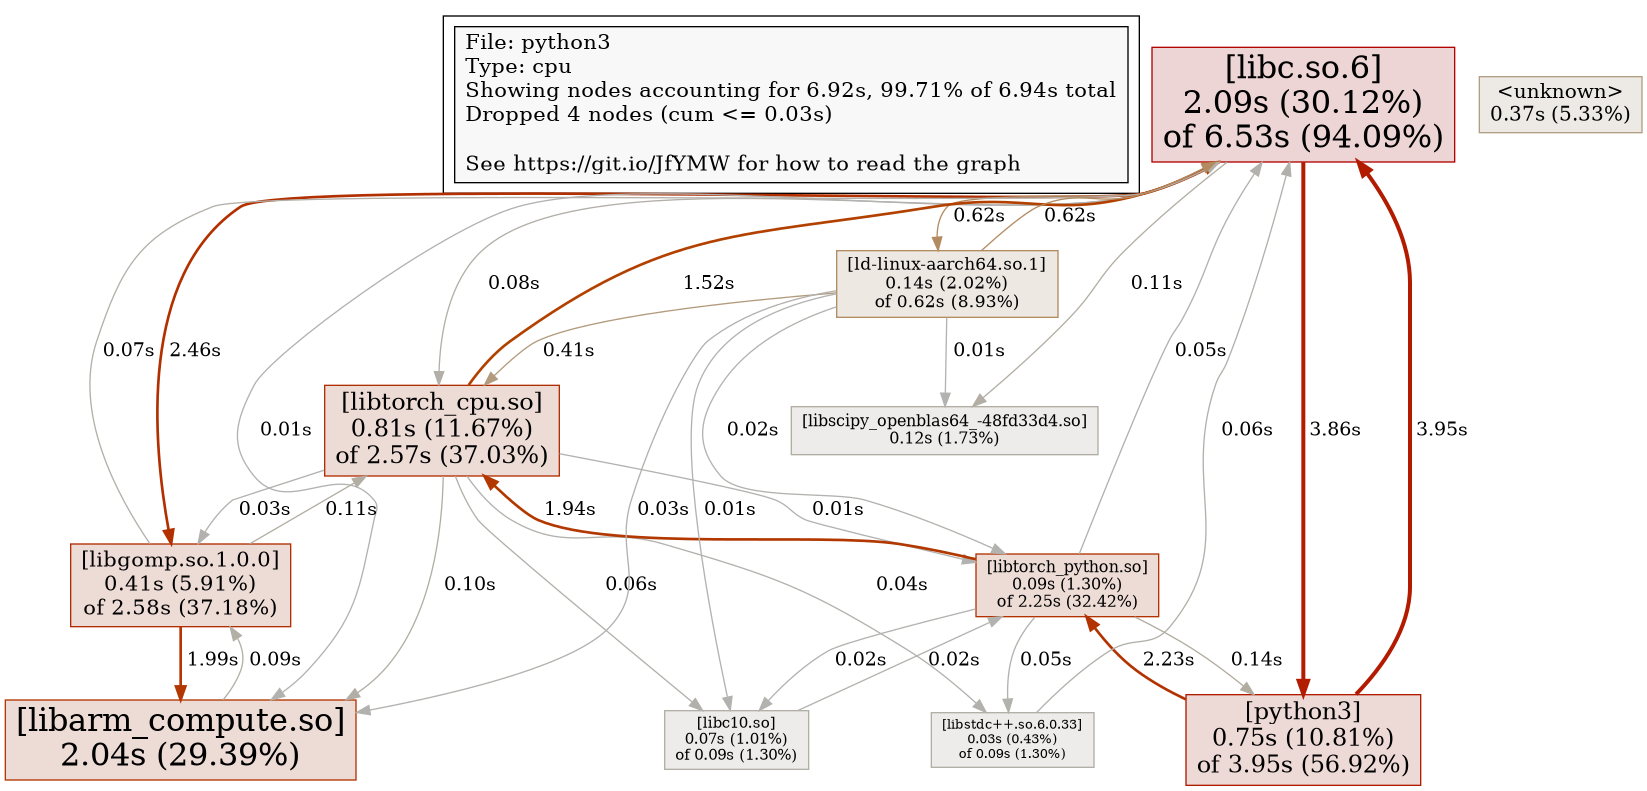 File: python3
Type: cpu
Showing nodes accounting for 6.92s, 99.71% of 6.94s total
Dropped 4 nodes (cum <= 0.03s)
See https://git.io/JfYMW for how to read the graph
[libc.so.6]
2.09s (30.12%)
of 6.53s (94.09%)
<unknown>
0.37s (5.33%)
0.62s
0.62s
[ld-linux-aarch64.so.1]
0.14s (2.02%)
of 0.62s (8.93%)
0.08s
1.52s
0.11s
0.07s
2.46s
0.41s
0.01s
0.05s
[libtorch_cpu.so]
0.81s (11.67%)
of 2.57s (37.03%)
[libscipy_openblas64_-48fd33d4.so]
0.12s (1.73%)
0.01s
0.02s
0.06s
3.86s
3.95s
0.03s
0.11s
1.94s
0.03s
0.01s
0.01s
[libgomp.so.1.0.0]
0.41s (5.91%)
of 2.58s (37.18%)
0.10s
0.06s
0.04s
[libtorch_python.so]
0.09s (1.30%)
of 2.25s (32.42%)
1.99s
0.09s
0.02s
0.02s
0.05s
2.23s
0.14s
[libarm_compute.so]
2.04s (29.39%)
[libc10.so]
0.07s (1.01%)
of 0.09s (1.30%)
[libstdc++.so.6.0.33]
0.03s (0.43%)
of 0.09s (1.30%)
[python3]
0.75s (10.81%)
of 3.95s (56.92%)